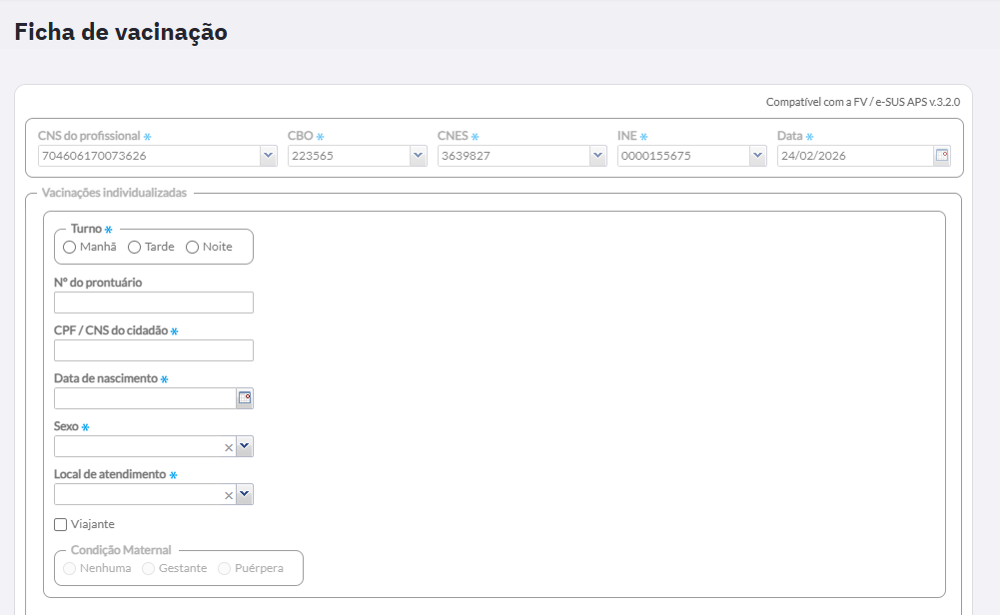 Ficha de vacinação
Compatível com a FV / e-SUS APS v.3.2.0
CNS do profissional * CBO * CNES * INE * Data *
704606170073626 223565 3639827 0000155675 24/02/2026
Vacinações individualizadas
Turno *
Manhã Tarde Noite
Nº do prontuário
CPF / CNS do cidadão *
Data de nascimento *
Sexo *
Local de atendimento *
Viajante
Condição Maternal
Nenhuma Gestante Puérpera